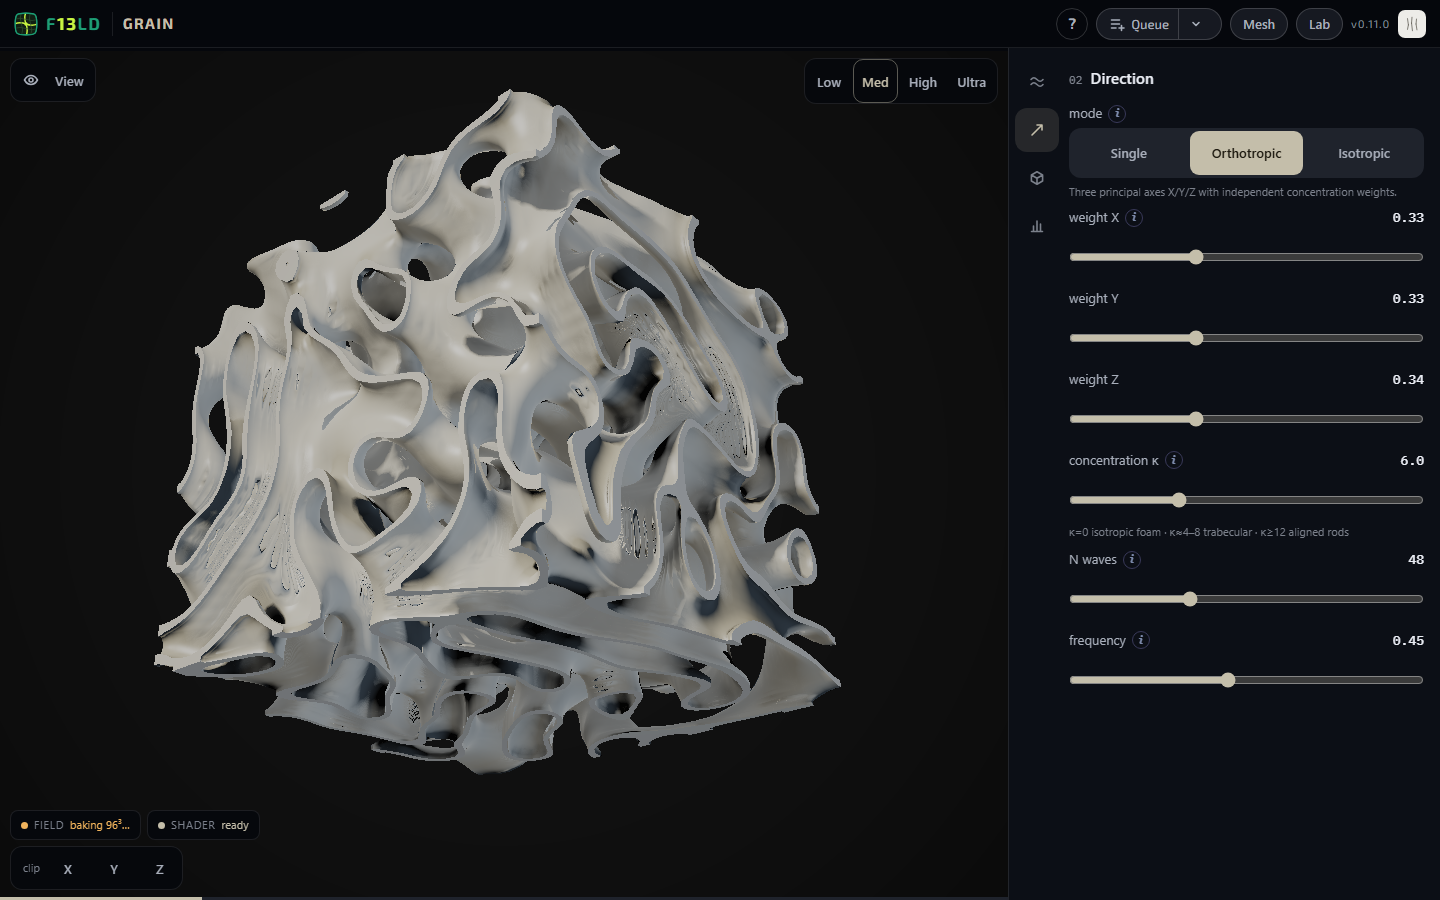 F13LD GRAIN
? Queue Mesh Lab v0.11.0
View
Low Med High Ultra
02 Direction
mode i
Single Orthotropic Isotropic
Three principal axes X/Y/Z with independent concentration weights.
weight X i 0.33
weight Y 0.33
weight Z 0.34
concentration κ i 6.0
κ=0 isotropic foam · κ≈4–8 trabecular · κ≥12 aligned rods
N waves i 48
frequency i 0.45
FIELD baking 96³... SHADER ready
clip X Y Z